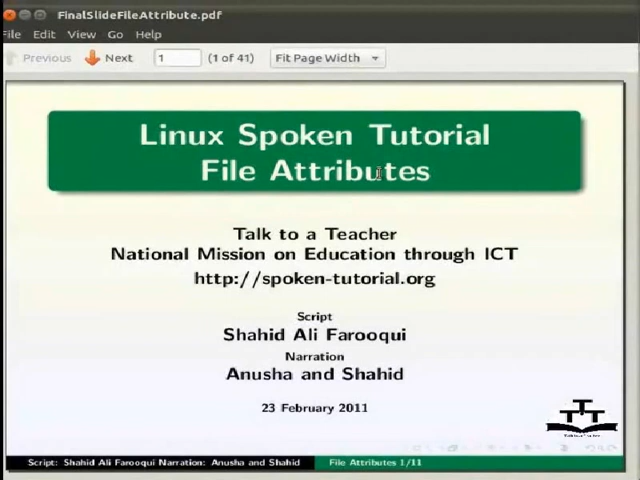 FinalSlideFileAttribute.pdf
File Edit View Go Help
Previous Next 1 (1 of 41) Fit Page Width
Linux Spoken Tutorial
File Attributes
Talk to a Teacher
National Mission on Education through ICT
http://spoken-tutorial.org
Script
Shahid Ali Farooqui
Narration
Anusha and Shahid
23 February 2011
Script: Shahid Ali Farooqui Narration: Anusha and Shahid File Attributes 1/11